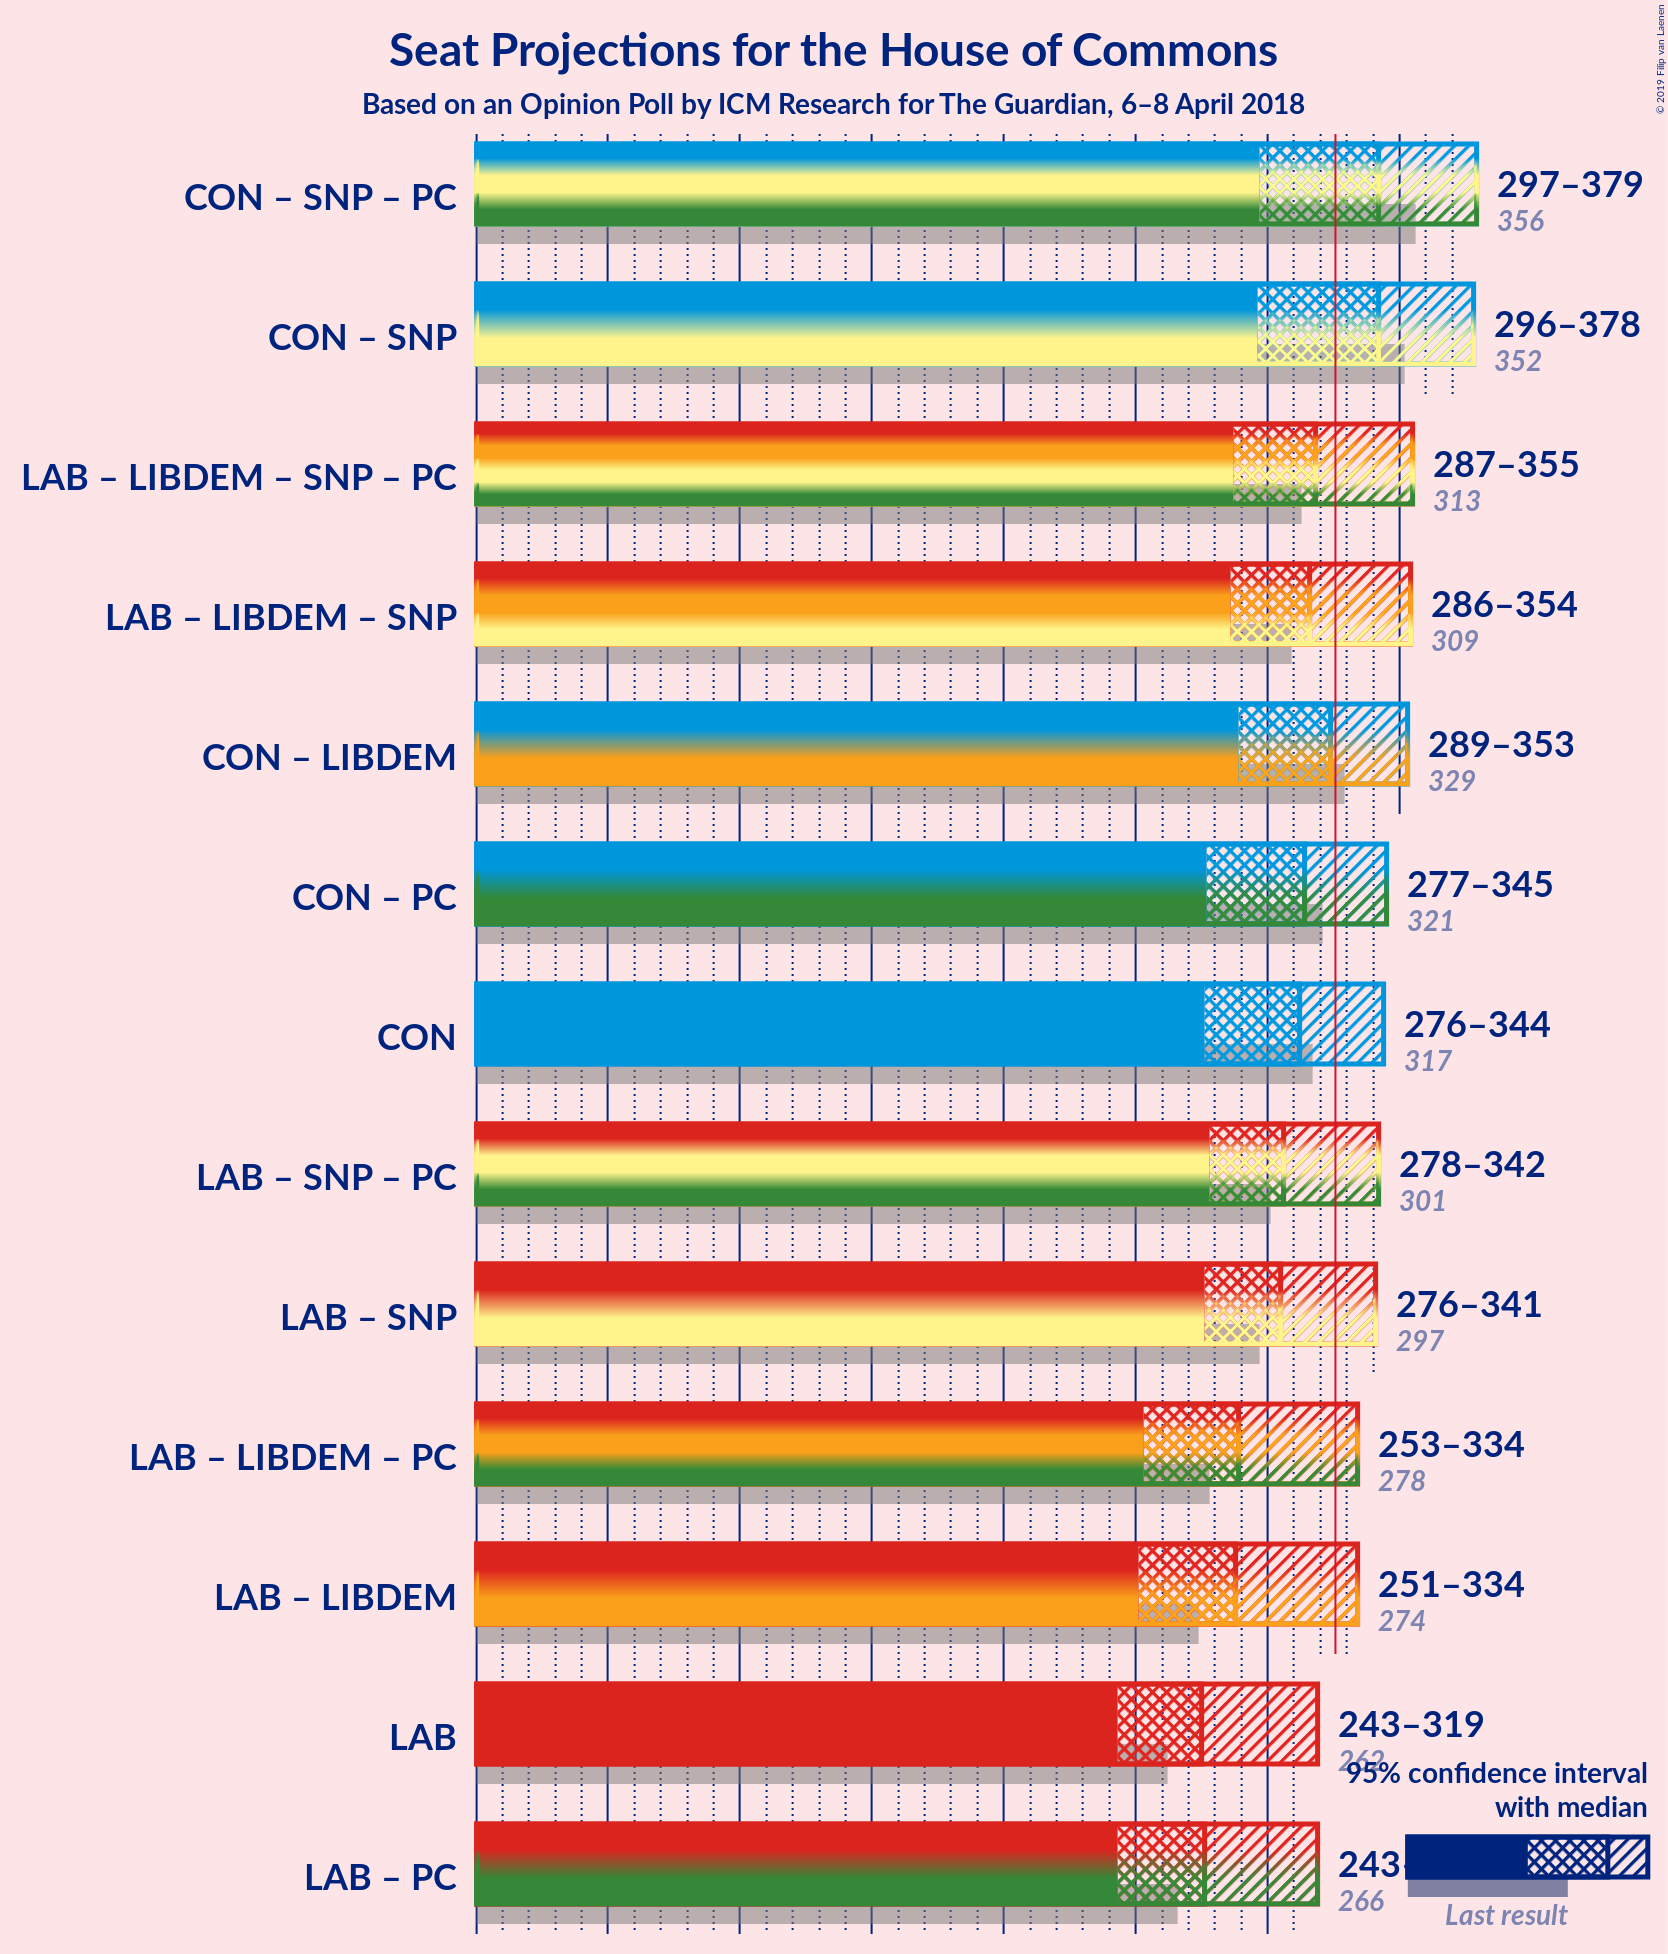 Seat Projections for the House of Commons
Based on an Opinion Poll by ICM Research for The Guardian, 6–8 April 2018
© 2019 Filip van Laenen
CON – SNP – PC
297–379
356
CON – SNP
296–378
352
LAB – LIBDEM – SNP – PC
287–355
313
LAB – LIBDEM – SNP
286–354
309
CON – LIBDEM
289–353
329
CON – PC
277–345
321
CON
276–344
317
LAB – SNP – PC
278–342
301
LAB – SNP
276–341
297
LAB – LIBDEM – PC
253–334
278
LAB – LIBDEM
251–334
274
LAB
243–319
262
95% confidence interval
with median
LAB – PC
243
266
Last result